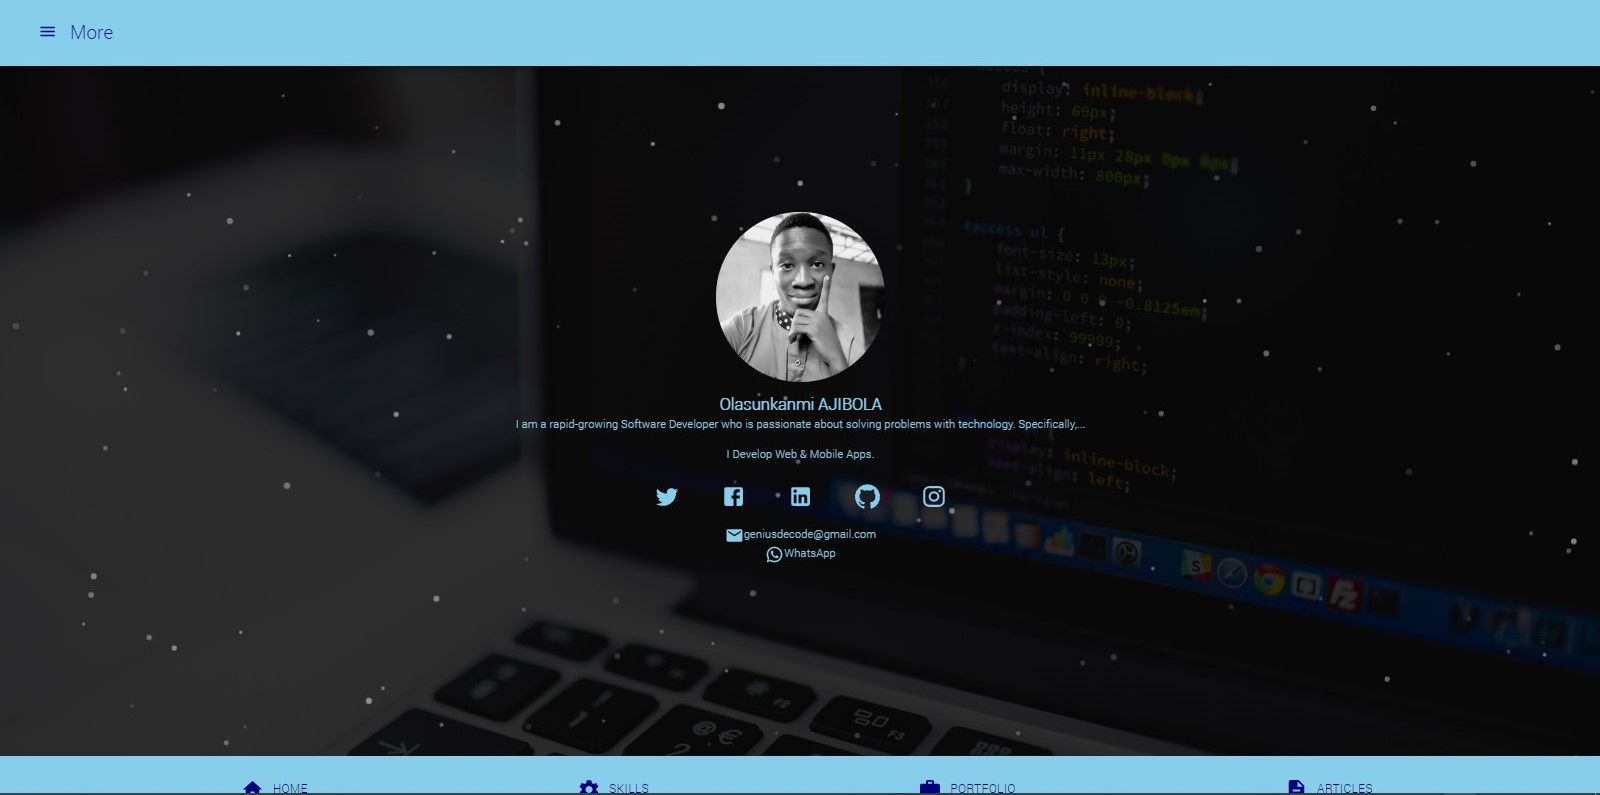 More
display: inline-block;
height: 69px;
float: right;
margin: 11px 28px 0px 0px;
max-width: 800px;
}
#access ul {
font-size: 13px;
list-style: none;
margin: 0 0 0 -0.8125em;
padding-left: 0;
z-index: 99999;
text-align: right;
}
Olasunkanmi AJIBOLA
I am a rapid-growing Software Developer who is passionate about solving problems with technology. Specifically,...
I Develop Web & Mobile Apps.
display: inline-block;
text-align: left;
geniusdecode@gmail.com
WhatsApp
HOME SKILLS PORTFOLIO ARTICLES